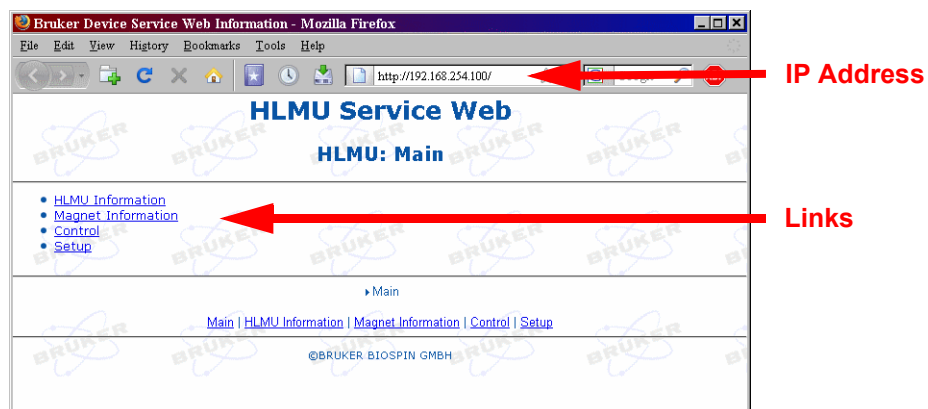 Bruker Device Service Web Information - Mozilla Firefox
File Edit View History Bookmarks Tools Help
http://192.168.254.100/
IP Address
HLMU Service Web
HLMU: Main
HLMU Information
Magnet Information
Control
Setup
Links
Main
Main | HLMU Information | Magnet Information | Control | Setup
©BRUKER BIOSPIN GMBH
BRUKER